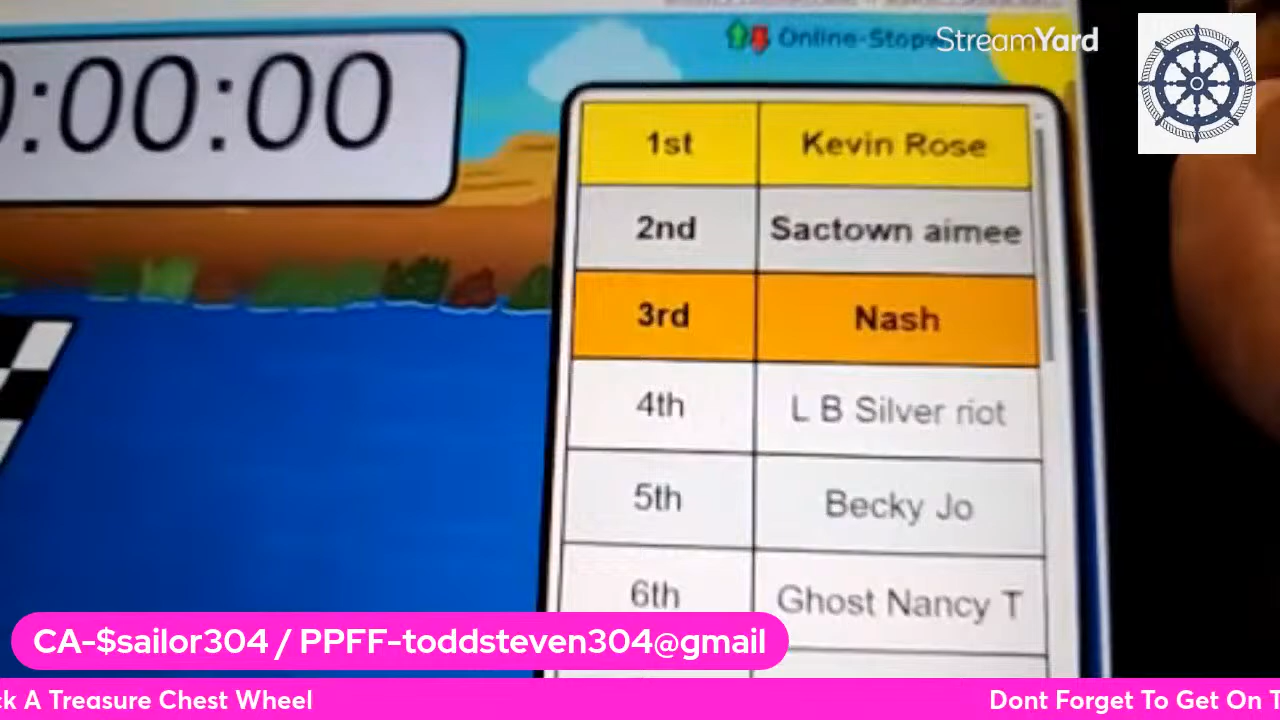 Online-Stopw
StreamYard
0:00:00
1st Kevin Rose
2nd Sactown aimee
3rd Nash
4th L B Silver riot
5th Becky Jo
6th Ghost Nancy T
CA-$sailor304 / PPFF-toddsteven304@gmail
ck A Treasure Chest Wheel
Dont Forget To Get On T